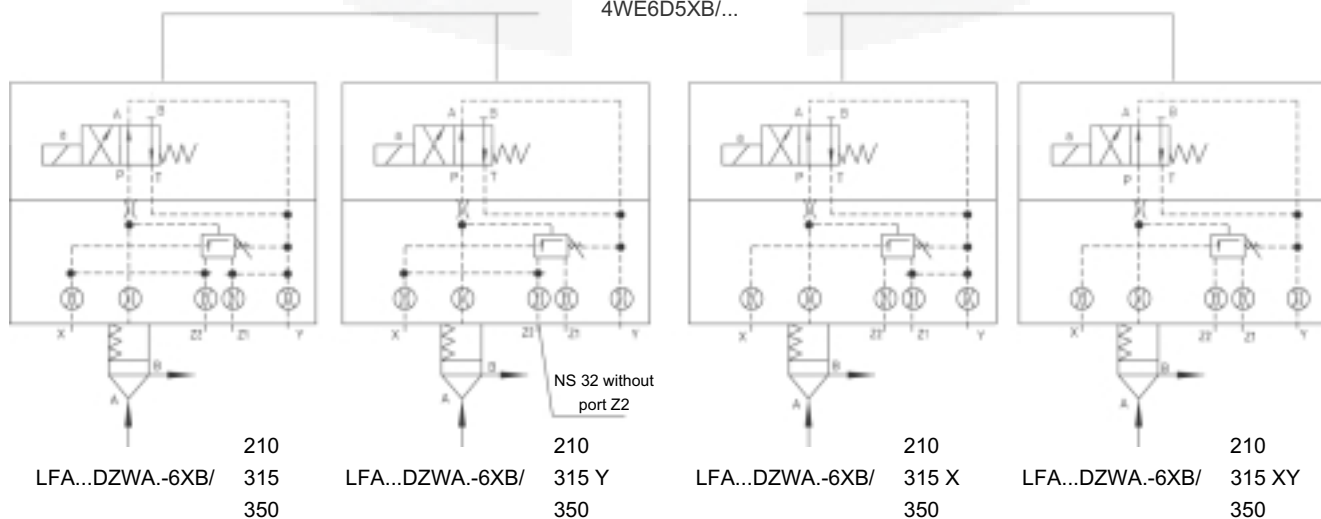 4WE6D5XB/...
A B A B A B A B
a a a a
P T P T P T P T
X Z2 Z1 Y X Z2 Z1 Y X Z2 Z1 Y X Z2 Z1 Y
B B B B
NS 32 without
port Z2
A A A A
210 210 210 210
LFA...DZWA.-6XB/ 315 LFA...DZWA.-6XB/ 315 Y LFA...DZWA.-6XB/ 315 X LFA...DZWA.-6XB/ 315 XY
350 350 350 350